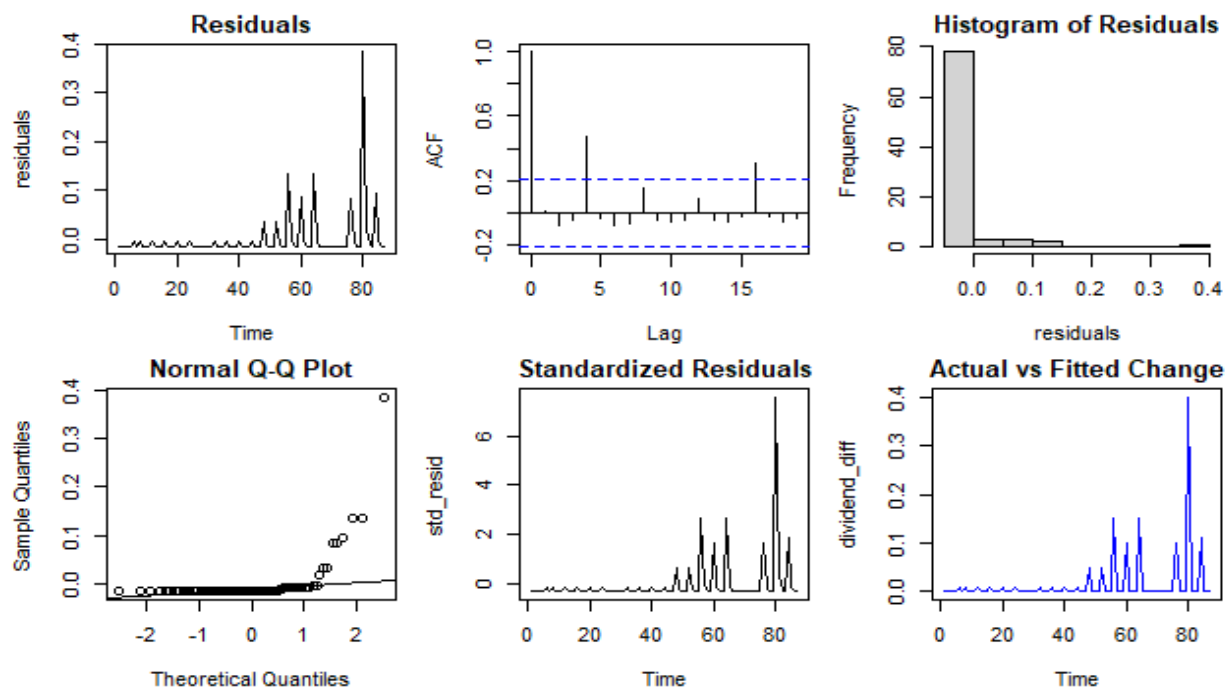 Residuals
residuals
0.0 0.1 0.2 0.3 0.4
0 20 40 60 80
Time
ACF
-0.2 0.2 0.6 1.0
0 5 10 15
Lag
Histogram of Residuals
Frequency
0 20 40 60 80
0.0 0.1 0.2 0.3 0.4
residuals
Normal Q-Q Plot
Sample Quantiles
0.0 0.1 0.2 0.3 0.4
-2 -1 0 1 2
Theoretical Quantiles
Standardized Residuals
std_resid
0 2 4 6
0 20 40 60 80
Time
Actual vs Fitted Change
dividend_diff
0.0 0.1 0.2 0.3 0.4
0 20 40 60 80
Time